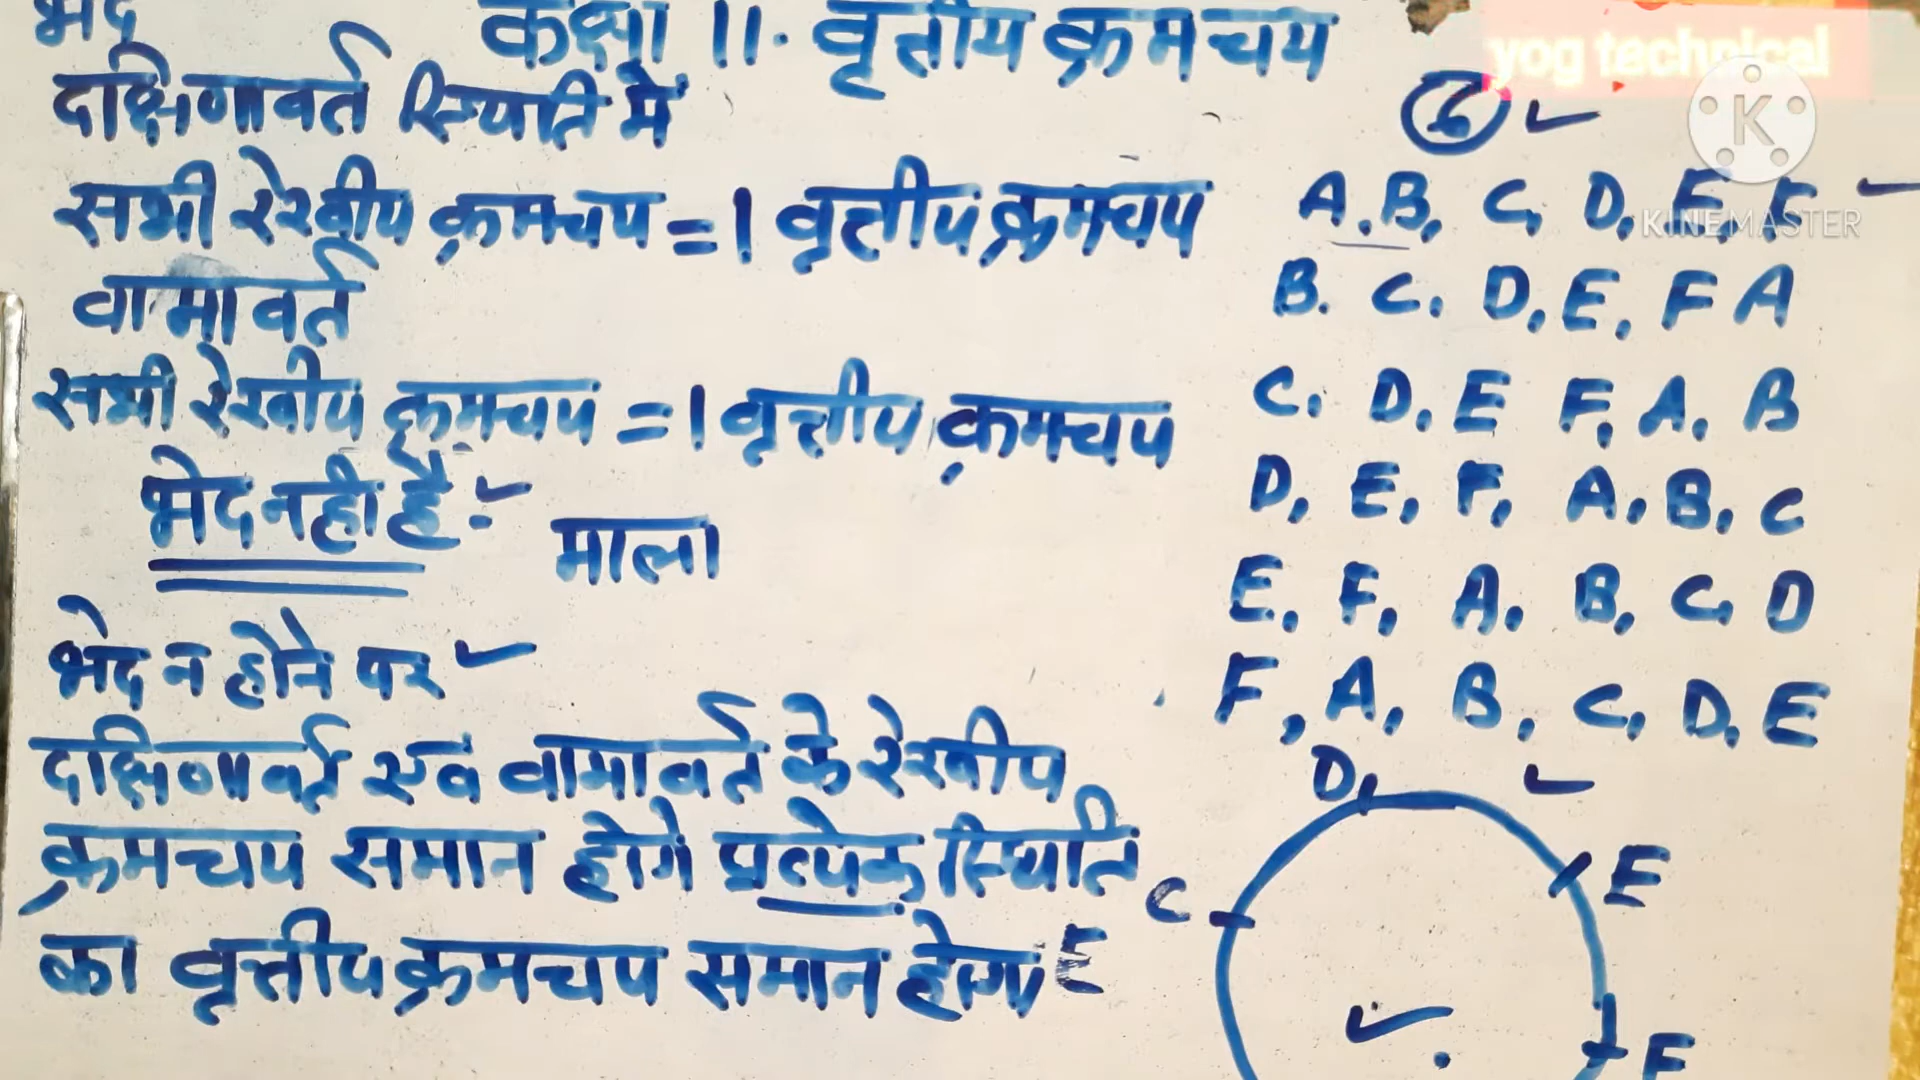 भेद
कक्षा 11. वृत्तीय क्रमचय
yog technical
दक्षिणावर्त स्थिति में
6
K
KINEMASTER
सभी रेखीय क्रमचय = 1 वृत्तीय क्रमचय
वामावर्त
सभी रेखीय क्रमचय = 1 वृत्तीय क्रमचय
भेद नही है :
माला
भेद न होने पर
दक्षिणावर्त एवं वामावर्त के रेखीय
क्रमचय समान होगे प्रत्येक स्थिति
का वृत्तीय क्रमचय समान होगा E
A, B, C, D, E, F
B. C, D, E, F A
C, D, E F, A, B
D, E, F, A, B, C
E, F, A, B, C, D
F, A, B, C, D, E
D,
E
C
F